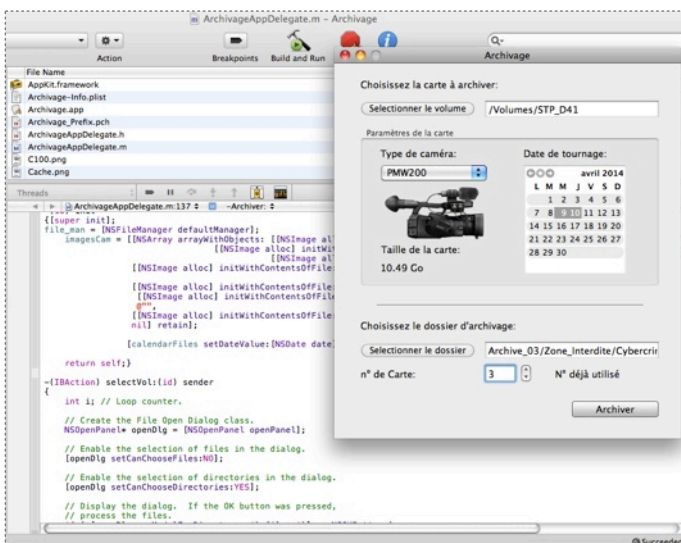 ArchivageAppDelegate.m – Archivage
Action
Breakpoints
Build and Run
File Name
AppKit.framework
Archivage-Info.plist
Archivage.app
Archivage_Prefix.pch
ArchivageAppDelegate.h
ArchivageAppDelegate.m
C100.png
Cache.png
Threads
ArchivageAppDelegate.m:137
-Archiver:
{[super init];
file_man = [NSFileManager defaultManager];
imagesCam = [[NSArray arrayWithObjects: [[NSImage al
[[NSImage alloc] initWi
[[NSImage al
[[NSImage alloc] initWithContentsOfFile:
[[NSImage alloc] initWithContentsOfFile
[[NSImage alloc] initWithContentsOfFi
@"",
[[NSImage alloc] initWithContentsOfFile:
nil] retain];
[calendarFiles setDateValue:[NSDate date
return self;}
-(IBAction) selectVol:(id) sender
{
int i; // Loop counter.
// Create the File Open Dialog class.
NSOpenPanel* openDlg = [NSOpenPanel openPanel];
// Enable the selection of files in the dialog.
[openDlg setCanChooseFiles:NO];
// Enable the selection of directories in the dialog.
[openDlg setCanChooseDirectories:YES];
// Display the dialog. If the OK button was pressed,
// process the files.
Succeeded
Archivage
Choisissez la carte à archiver:
Selectionner le volume
/Volumes/STP_D41
Paramètres de la carte
Type de caméra:
PMW200
Taille de la carte:
10.49 Go
Date de tournage:
avril 2014
L M M J V S D
1 2 3 4 5 6
7 8 9 10 11 12 13
14 15 16 17 18 19 20
21 22 23 24 25 26 27
28 29 30
Choisissez le dossier d'archivage:
Selectionner le dossier
Archive_03/Zone_Interdite/Cybercrin
n° de Carte:
3
N° déjà utilisé
Archiver